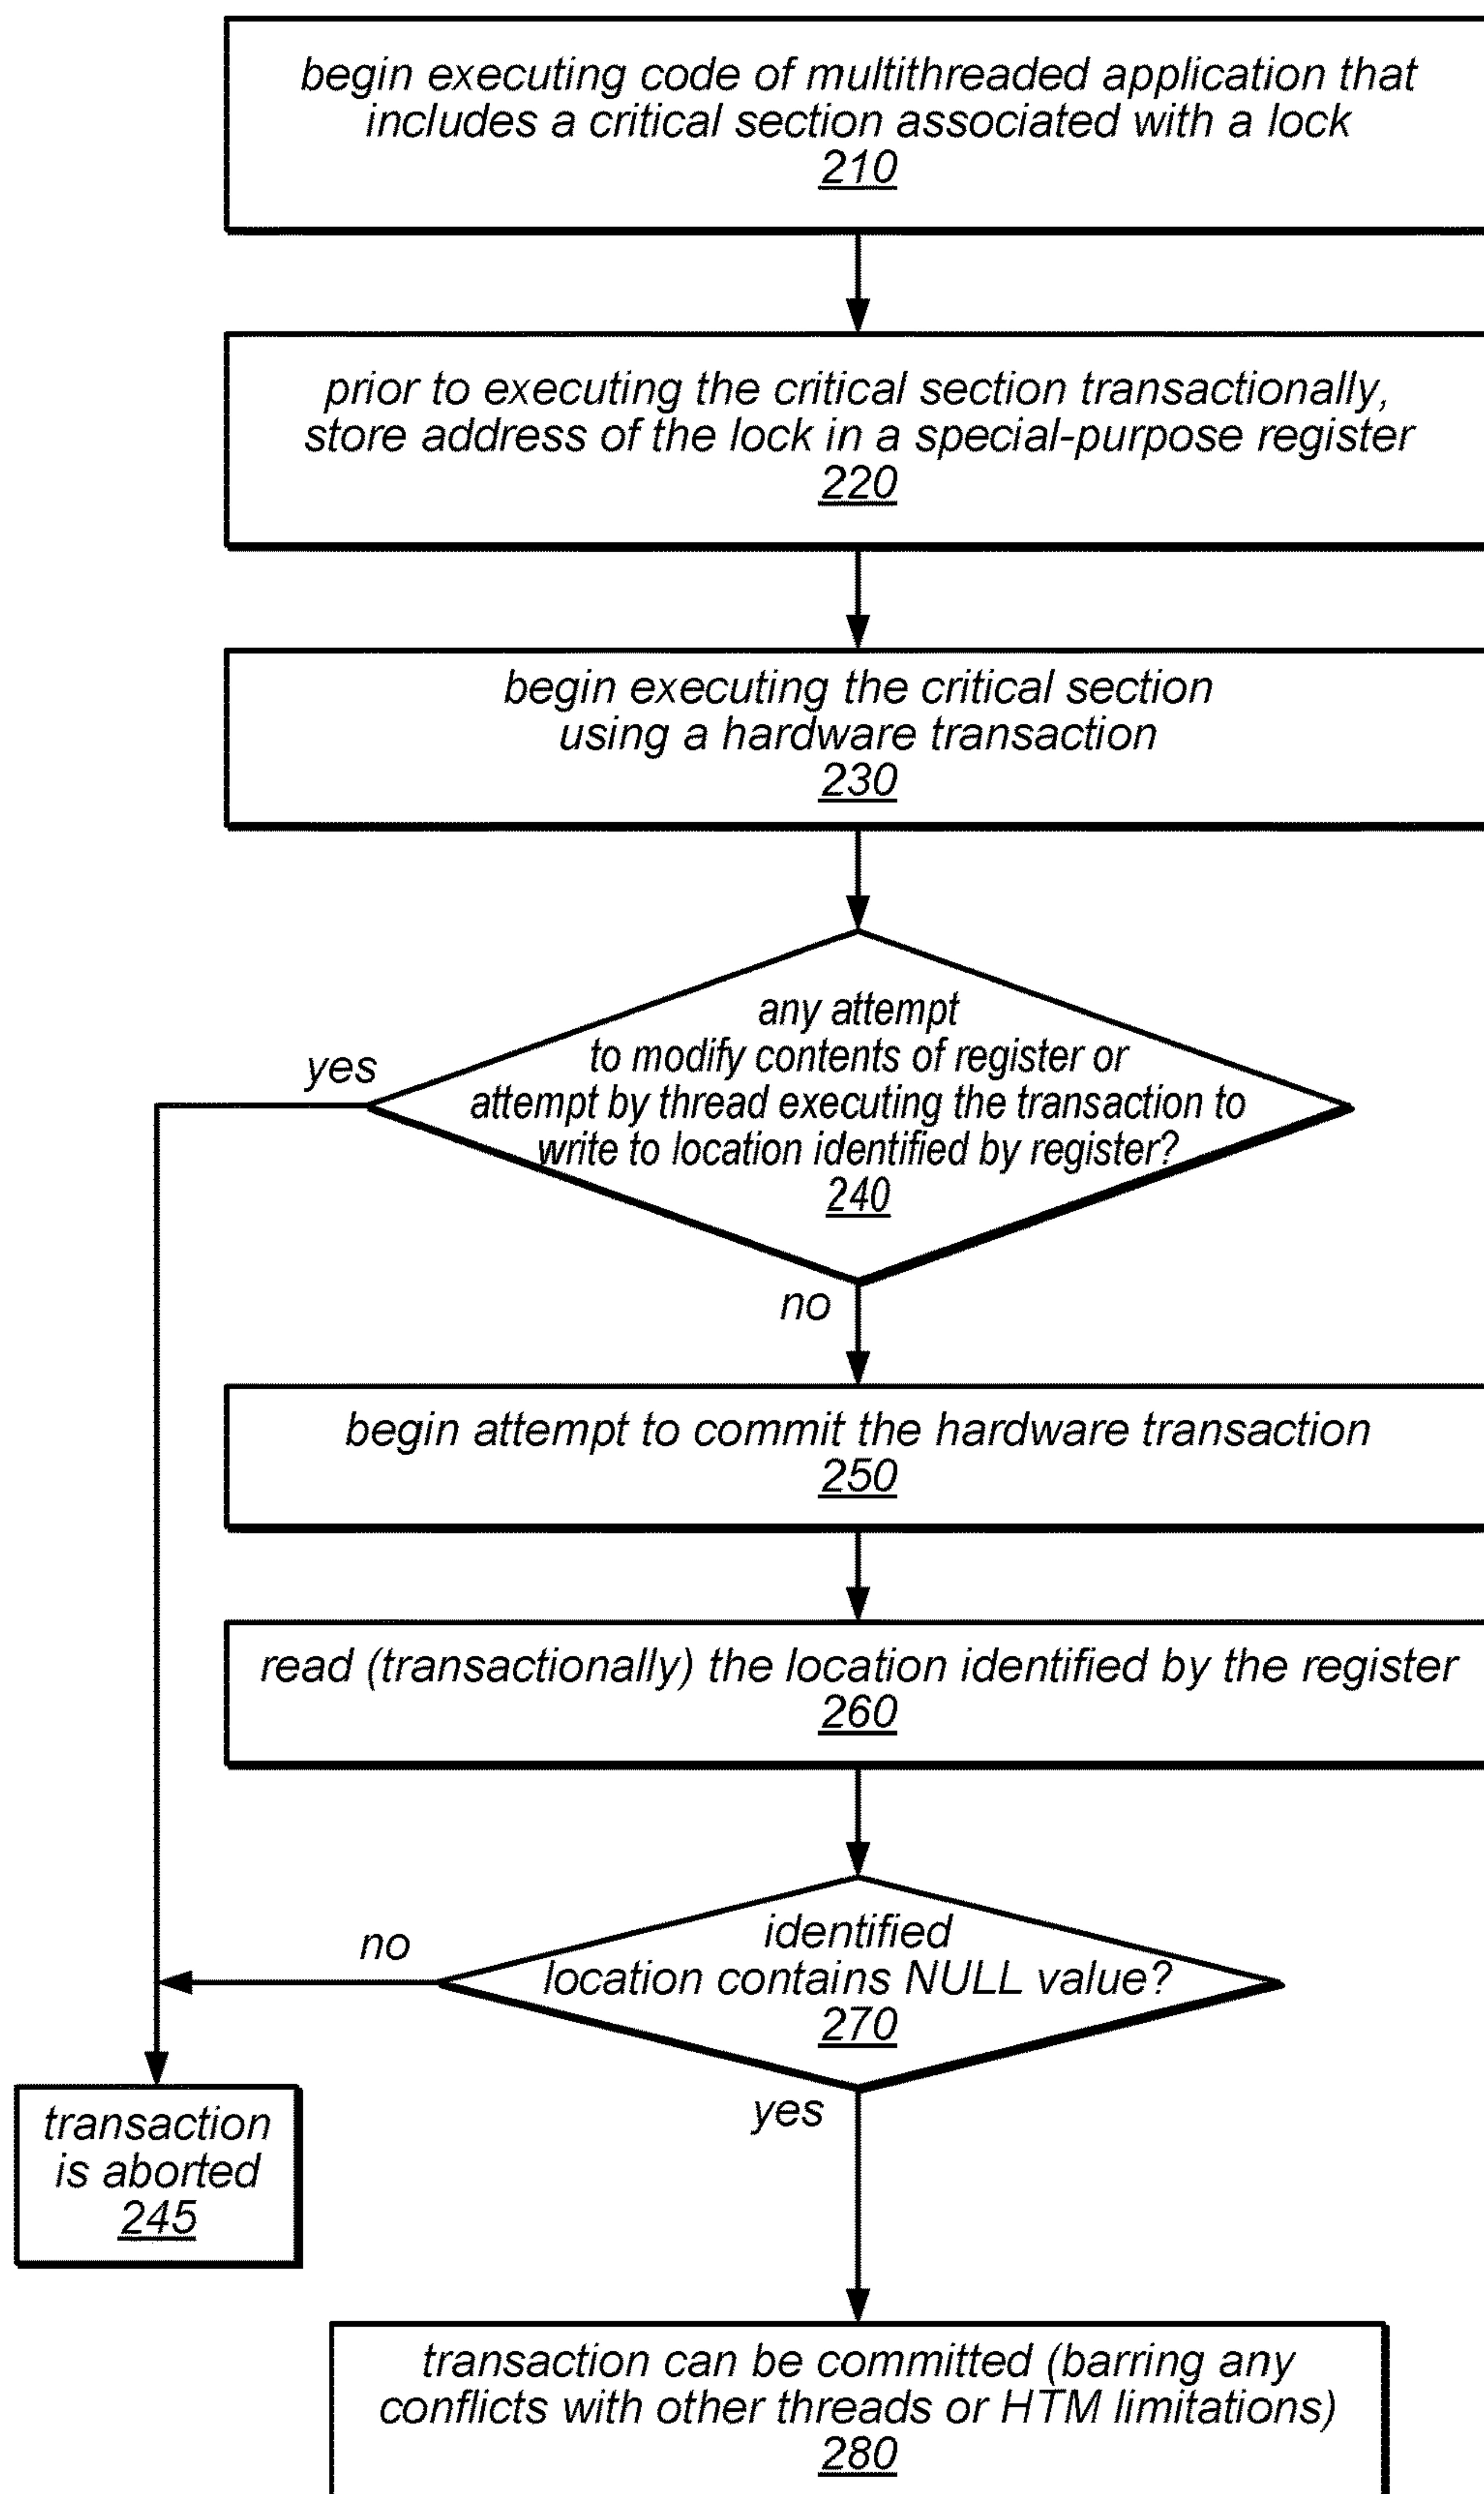 begin executing code of multithreaded application that
includes a critical section associated with a lock
210
prior to executing the critical section transactionally,
store address of the lock in a special-purpose register
220
begin executing the critical section
using a hardware transaction
230
any attempt
to modify contents of register or
attempt by thread executing the transaction to
write to location identified by register?
240
yes
no
begin attempt to commit the hardware transaction
250
read (transactionally) the location identified by the register
260
identified
location contains NULL value?
270
no
yes
transaction
is aborted
245
transaction can be committed (barring any
conflicts with other threads or HTM limitations)
280